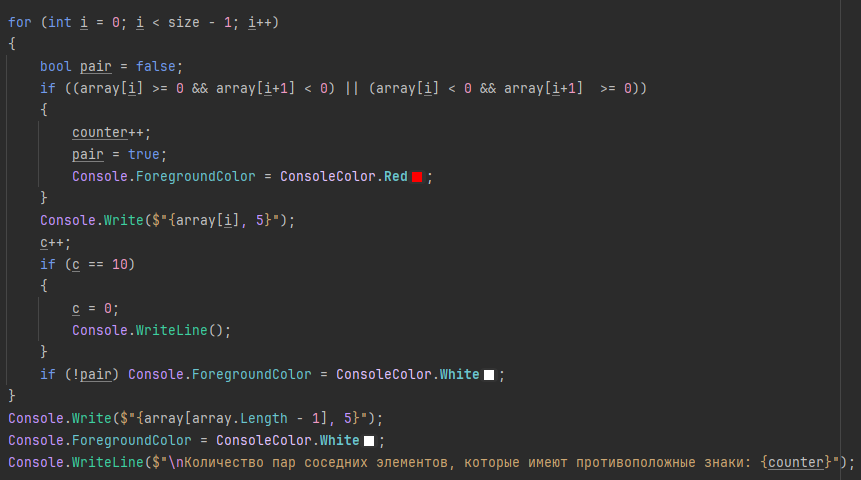 for (int i = 0; i < size - 1; i++)
{
    bool pair = false;
    if ((array[i] >= 0 && array[i+1] < 0) || (array[i] < 0 && array[i+1]  >= 0))
    {
        counter++;
        pair = true;
        Console.ForegroundColor = ConsoleColor.Red;
    }
    Console.Write($"{array[i], 5}");
    c++;
    if (c == 10)
    {
        c = 0;
        Console.WriteLine();
    }
    if (!pair) Console.ForegroundColor = ConsoleColor.White;
}
Console.Write($"{array[array.Length - 1], 5}");
Console.ForegroundColor = ConsoleColor.White;
Console.WriteLine($"\nКоличество пар соседних элементов, которые имеют противоположные знаки: {counter}");